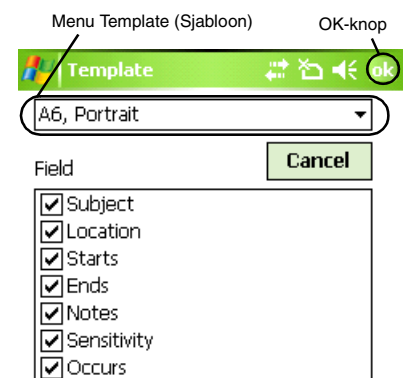 Menu Template (Sjabloon) OK-knop
Template ok
A6, Portrait
Field Cancel
Subject
Location
Starts
Ends
Notes
Sensitivity
Occurs